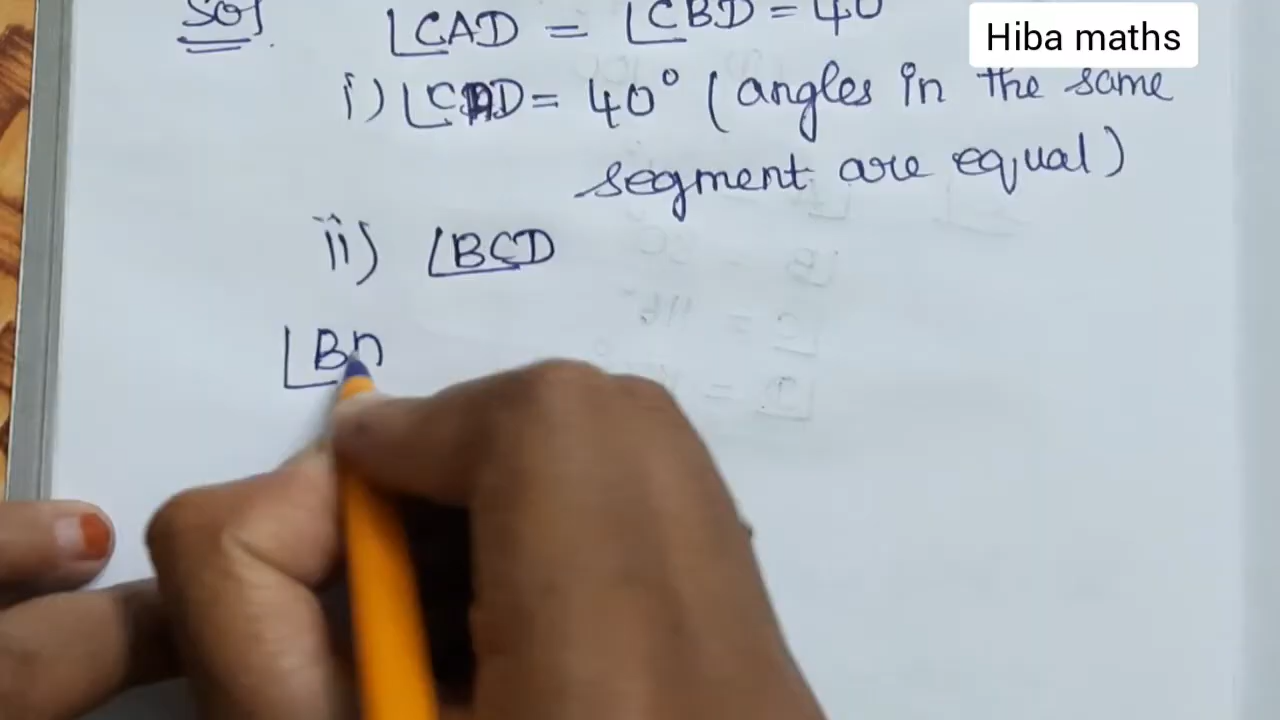 Sol.
∠CAD = ∠CBD = 40
Hiba maths
i) ∠CAD = 40° (angles in the same
segment are equal)
ii) ∠BCD
∠BD